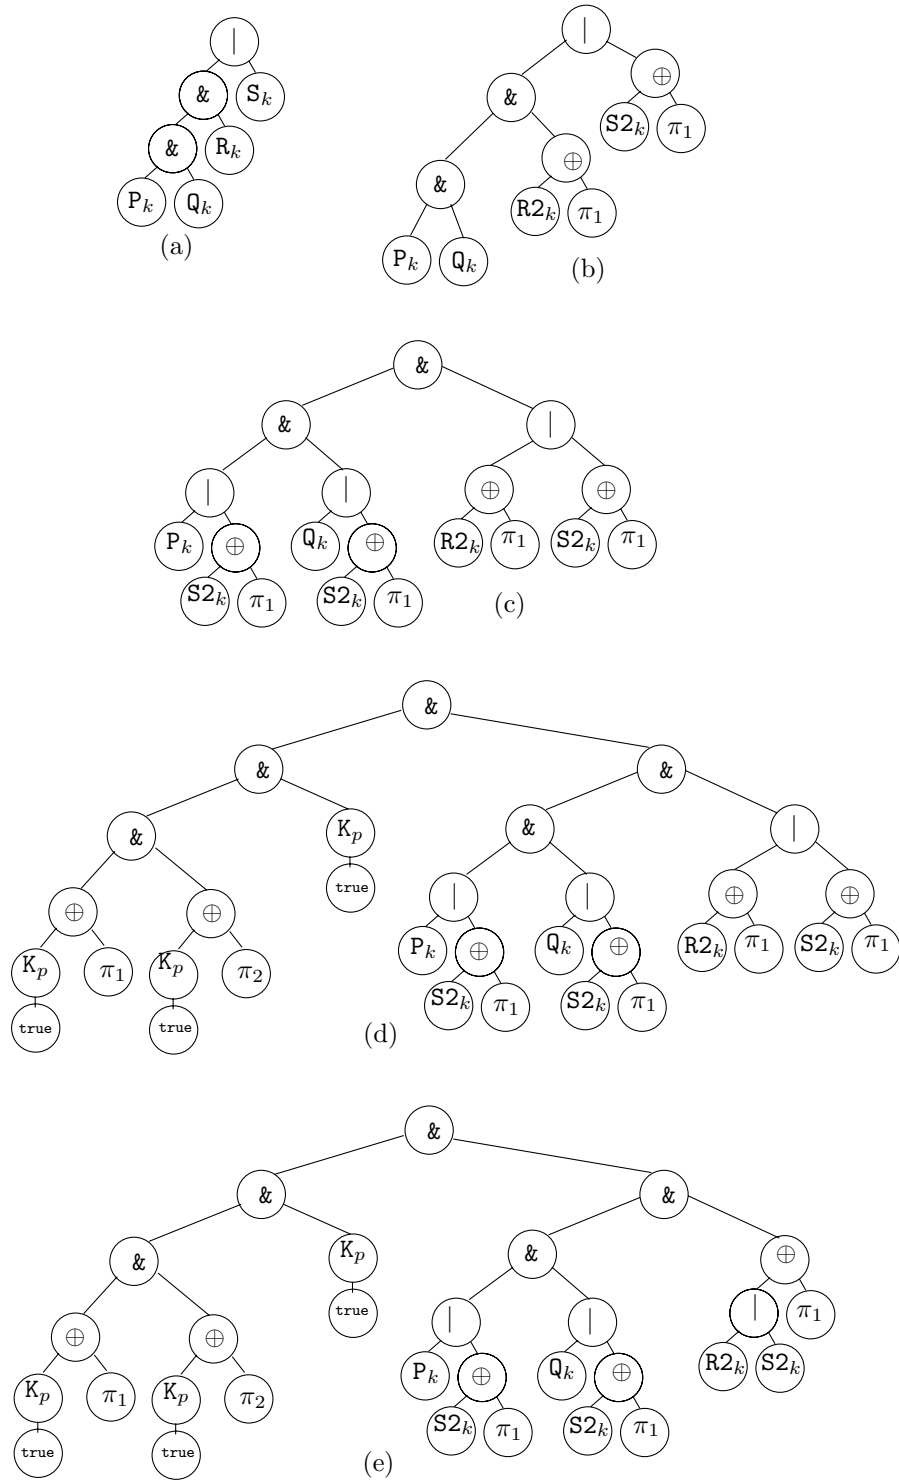 |
& S_k
& R_k
P_k Q_k
(a)
|
& ⊕
S2_k π_1
& ⊕
R2_k π_1
P_k Q_k
(b)
&
& |
| | ⊕ ⊕
P_k ⊕ Q_k ⊕ R2_k π_1 S2_k π_1
S2_k π_1 S2_k π_1
(c)
&
& &
& K_p & |
true
⊕ ⊕ | | ⊕ ⊕
K_p π_1 K_p π_2 P_k ⊕ Q_k ⊕ R2_k π_1 S2_k π_1
true true S2_k π_1 S2_k π_1
(d)
&
& &
& K_p & ⊕
true | π_1
⊕ ⊕ | | R2_k S2_k
K_p π_1 K_p π_2 P_k ⊕ Q_k ⊕
true true S2_k π_1 S2_k π_1
(e)